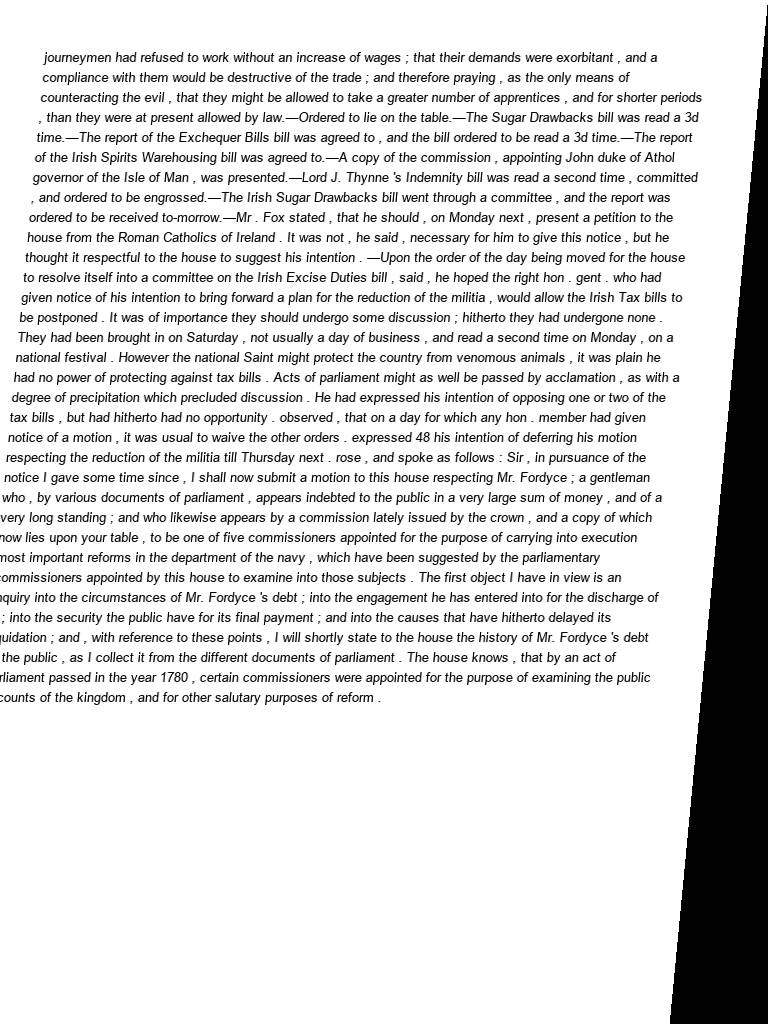 journeymen had refused to work without an increase of wages ; that their demands were exorbitant , and a
compliance with them would be destructive of the trade ; and therefore praying , as the only means of
counteracting the evil , that they might be allowed to take a greater number of apprentices , and for shorter periods
, than they were at present allowed by law.—Ordered to lie on the table.—The Sugar Drawbacks bill was read a 3d
time.—The report of the Exchequer Bills bill was agreed to , and the bill ordered to be read a 3d time.—The report
of the Irish Spirits Warehousing bill was agreed to.—A copy of the commission , appointing John duke of Athol
governor of the Isle of Man , was presented.—Lord J. Thynne 's Indemnity bill was read a second time , committed
, and ordered to be engrossed.—The Irish Sugar Drawbacks bill went through a committee , and the report was
ordered to be received to-morrow.—Mr . Fox stated , that he should , on Monday next , present a petition to the
house from the Roman Catholics of Ireland . It was not , he said , necessary for him to give this notice , but he
thought it respectful to the house to suggest his intention . —Upon the order of the day being moved for the house
to resolve itself into a committee on the Irish Excise Duties bill , said , he hoped the right hon . gent . who had
given notice of his intention to bring forward a plan for the reduction of the militia , would allow the Irish Tax bills to
be postponed . It was of importance they should undergo some discussion ; hitherto they had undergone none .
They had been brought in on Saturday , not usually a day of business , and read a second time on Monday , on a
national festival . However the national Saint might protect the country from venomous animals , it was plain he
had no power of protecting against tax bills . Acts of parliament might as well be passed by acclamation , as with a
degree of precipitation which precluded discussion . He had expressed his intention of opposing one or two of the
tax bills , but had hitherto had no opportunity . observed , that on a day for which any hon . member had given
notice of a motion , it was usual to waive the other orders . expressed 48 his intention of deferring his motion
respecting the reduction of the militia till Thursday next . rose , and spoke as follows : Sir , in pursuance of the
notice I gave some time since , I shall now submit a motion to this house respecting Mr. Fordyce ; a gentleman
who , by various documents of parliament , appears indebted to the public in a very large sum of money , and of a
very long standing ; and who likewise appears by a commission lately issued by the crown , and a copy of which
now lies upon your table , to be one of five commissioners appointed for the purpose of carrying into execution
most important reforms in the department of the navy , which have been suggested by the parliamentary
commissioners appointed by this house to examine into those subjects . The first object I have in view is an
nquiry into the circumstances of Mr. Fordyce 's debt ; into the engagement he has entered into for the discharge of
; into the security the public have for its final payment ; and into the causes that have hitherto delayed its
quidation ; and , with reference to these points , I will shortly state to the house the history of Mr. Fordyce 's debt
the public , as I collect it from the different documents of parliament . The house knows , that by an act of
rliament passed in the year 1780 , certain commissioners were appointed for the purpose of examining the public
counts of the kingdom , and for other salutary purposes of reform .